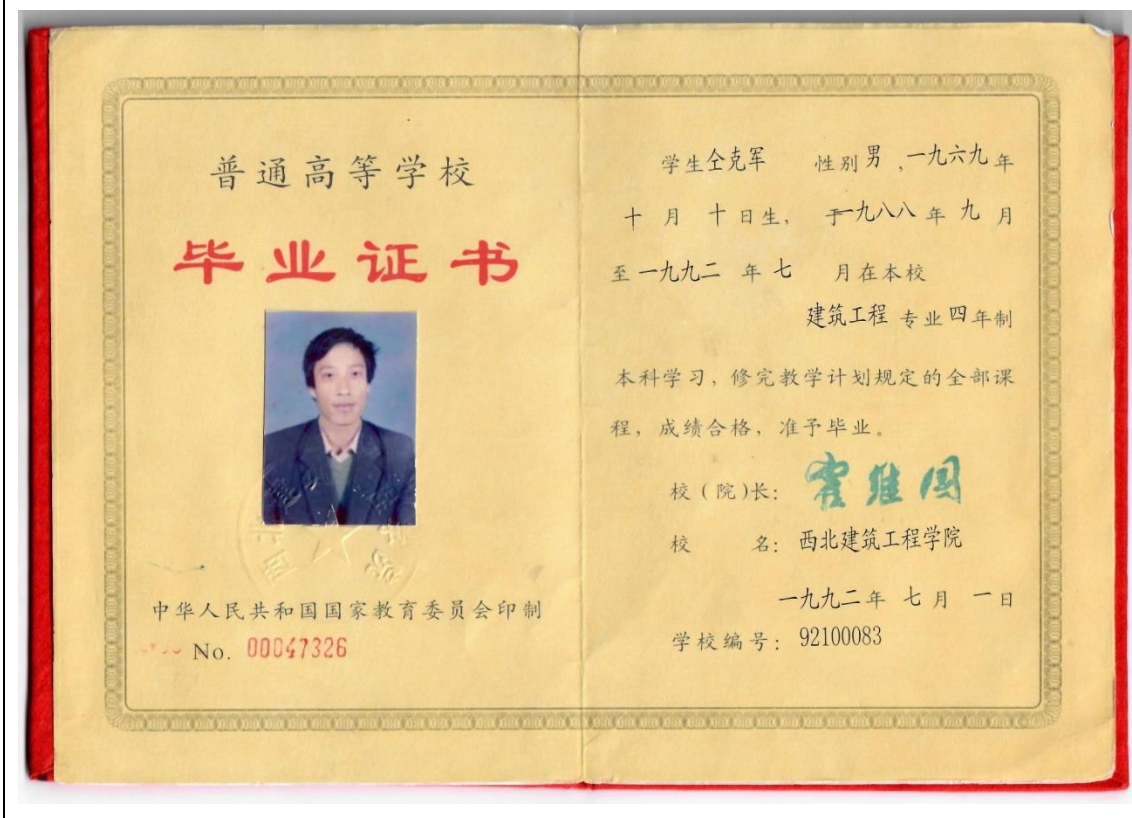 普通高等学校
毕业证书
中华人民共和国国家教育委员会印制
No. 00047326
学生仝克军 性别男,一九六九年
十月十日生,于一九八八年九月
至一九九二年七月在本校
建筑工程专业四年制
本科学习,修完教学计划规定的全部课
程,成绩合格,准予毕业。
校(院)长:霍维国
校名:西北建筑工程学院
一九九二年七月一日
学校编号:92100083